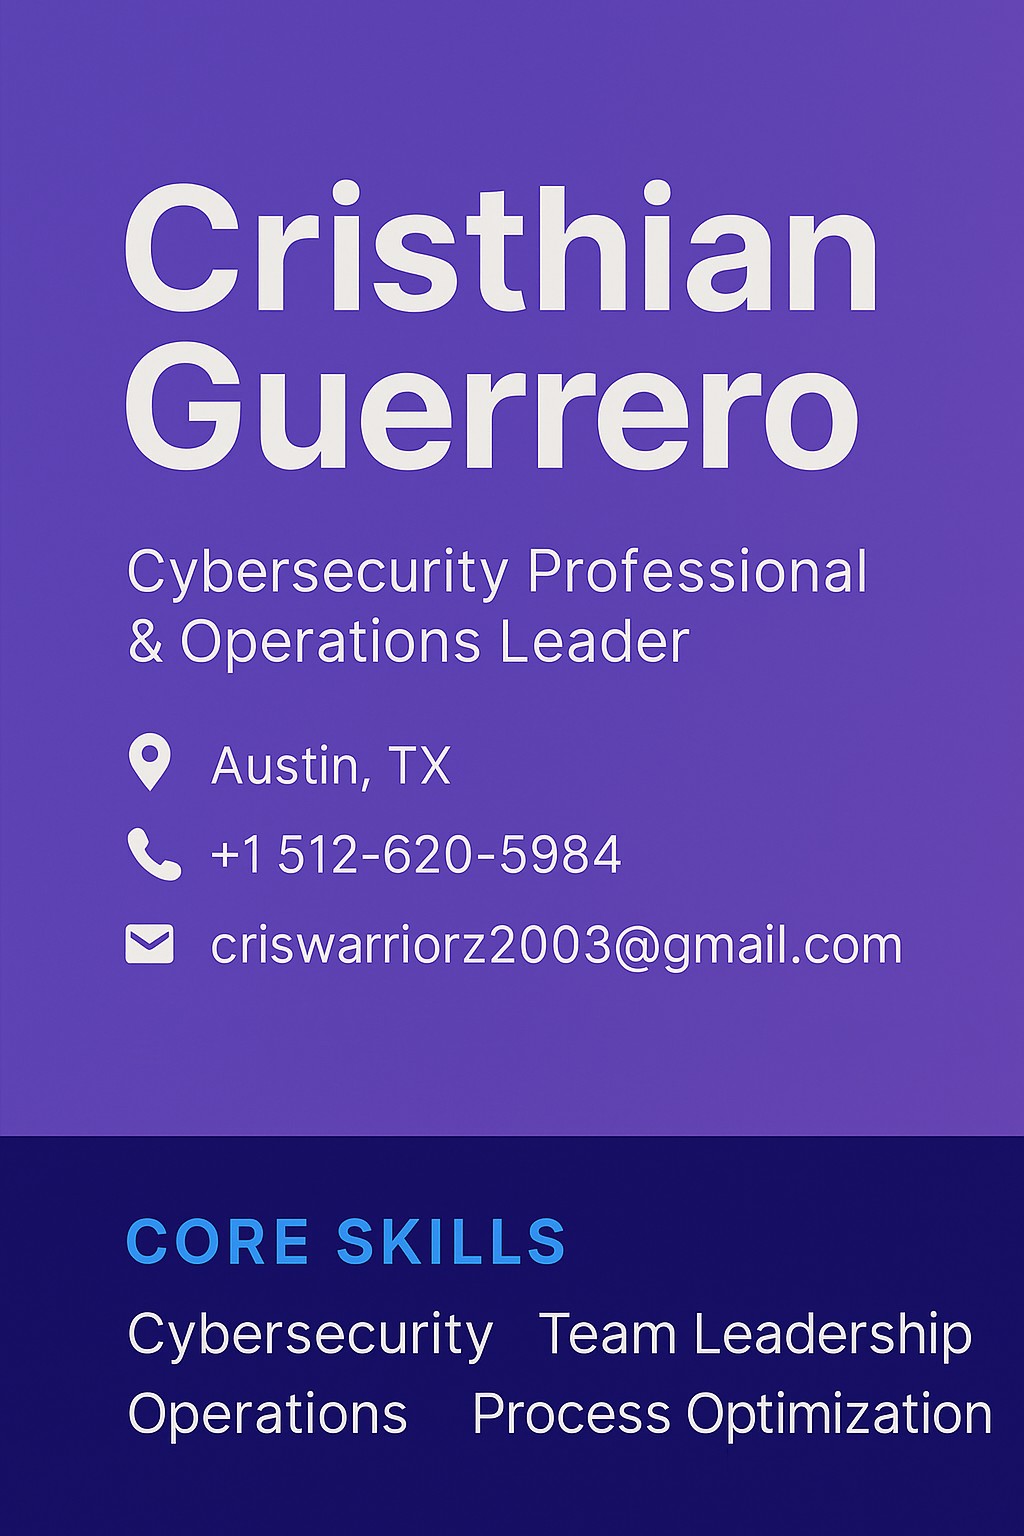 Cristhian
Guerrero
Cybersecurity Professional
& Operations Leader
Austin, TX
+1 512-620-5984
criswarriorz2003@gmail.com
CORE SKILLS
Cybersecurity Team Leadership
Operations Process Optimization